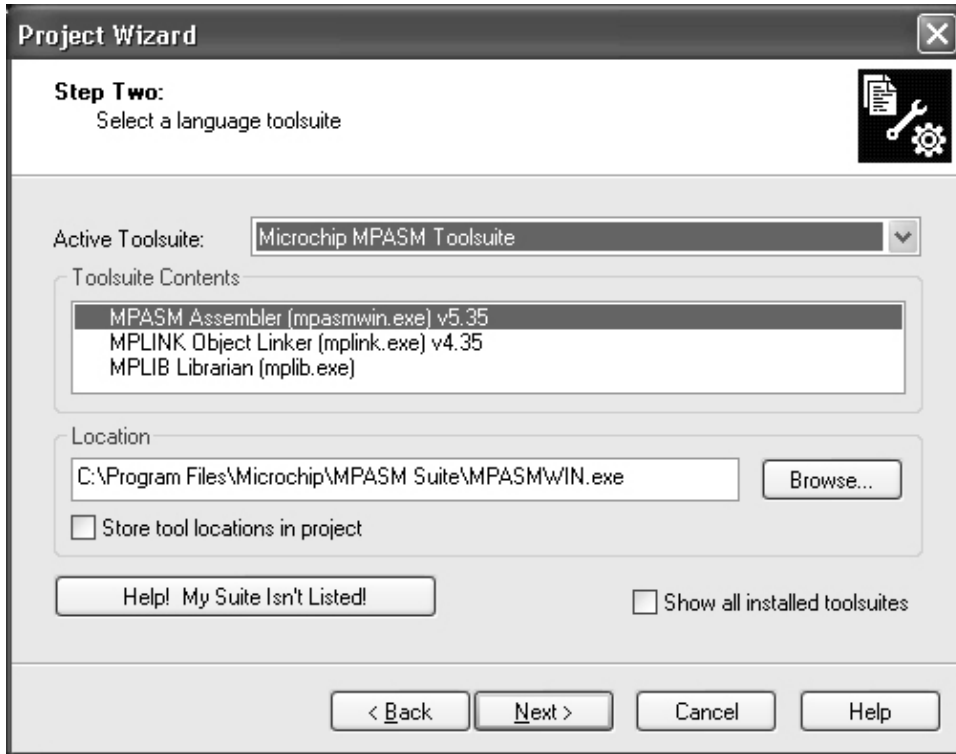 Project Wizard
Step Two:
Select a language toolsuite
Active Toolsuite:
Microchip MPASM Toolsuite
Toolsuite Contents
MPASM Assembler (mpasmwin.exe) v5.35
MPLINK Object Linker (mplink.exe) v4.35
MPLIB Librarian (mplib.exe)
Location
C:\Program Files\Microchip\MPASM Suite\MPASMWIN.exe
Browse...
Store tool locations in project
Help! My Suite Isn't Listed!
Show all installed toolsuites
< Back
Next >
Cancel
Help